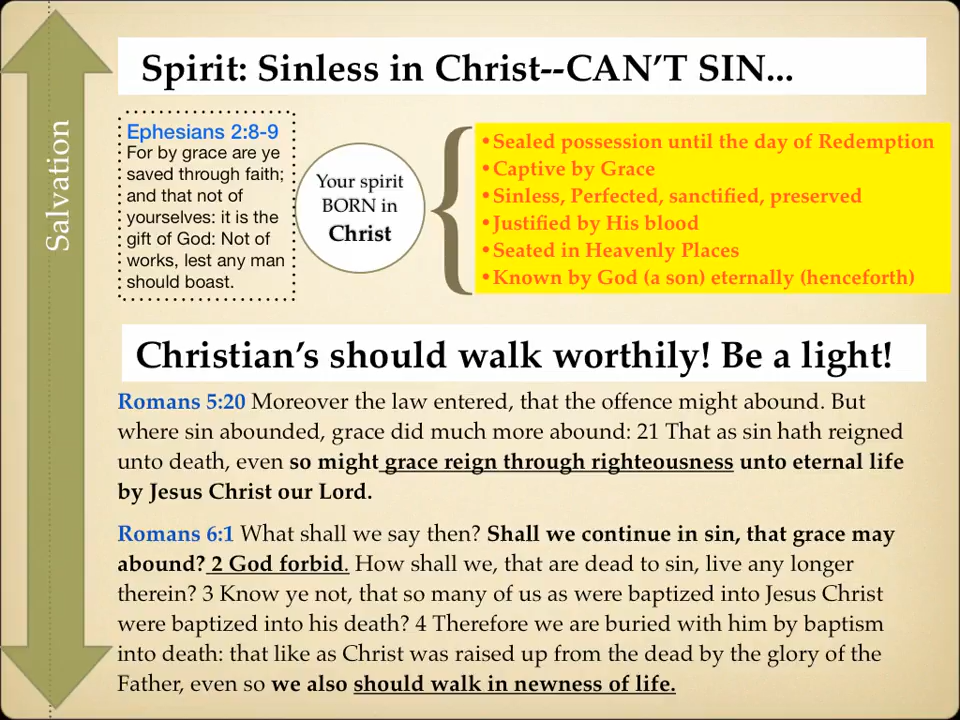 Salvation
Spirit: Sinless in Christ--CAN'T SIN...
Ephesians 2:8-9
For by grace are ye
saved through faith;
and that not of
yourselves: it is the
gift of God: Not of
works, lest any man
should boast.
Your spirit
BORN in
Christ
•Sealed possession until the day of Redemption
•Captive by Grace
•Sinless, Perfected, sanctified, preserved
•Justified by His blood
•Seated in Heavenly Places
•Known by God (a son) eternally (henceforth)
Christian's should walk worthily! Be a light!
Romans 5:20 Moreover the law entered, that the offence might abound. But
where sin abounded, grace did much more abound: 21 That as sin hath reigned
unto death, even so might grace reign through righteousness unto eternal life
by Jesus Christ our Lord.
Romans 6:1 What shall we say then? Shall we continue in sin, that grace may
abound? 2 God forbid. How shall we, that are dead to sin, live any longer
therein? 3 Know ye not, that so many of us as were baptized into Jesus Christ
were baptized into his death? 4 Therefore we are buried with him by baptism
into death: that like as Christ was raised up from the dead by the glory of the
Father, even so we also should walk in newness of life.